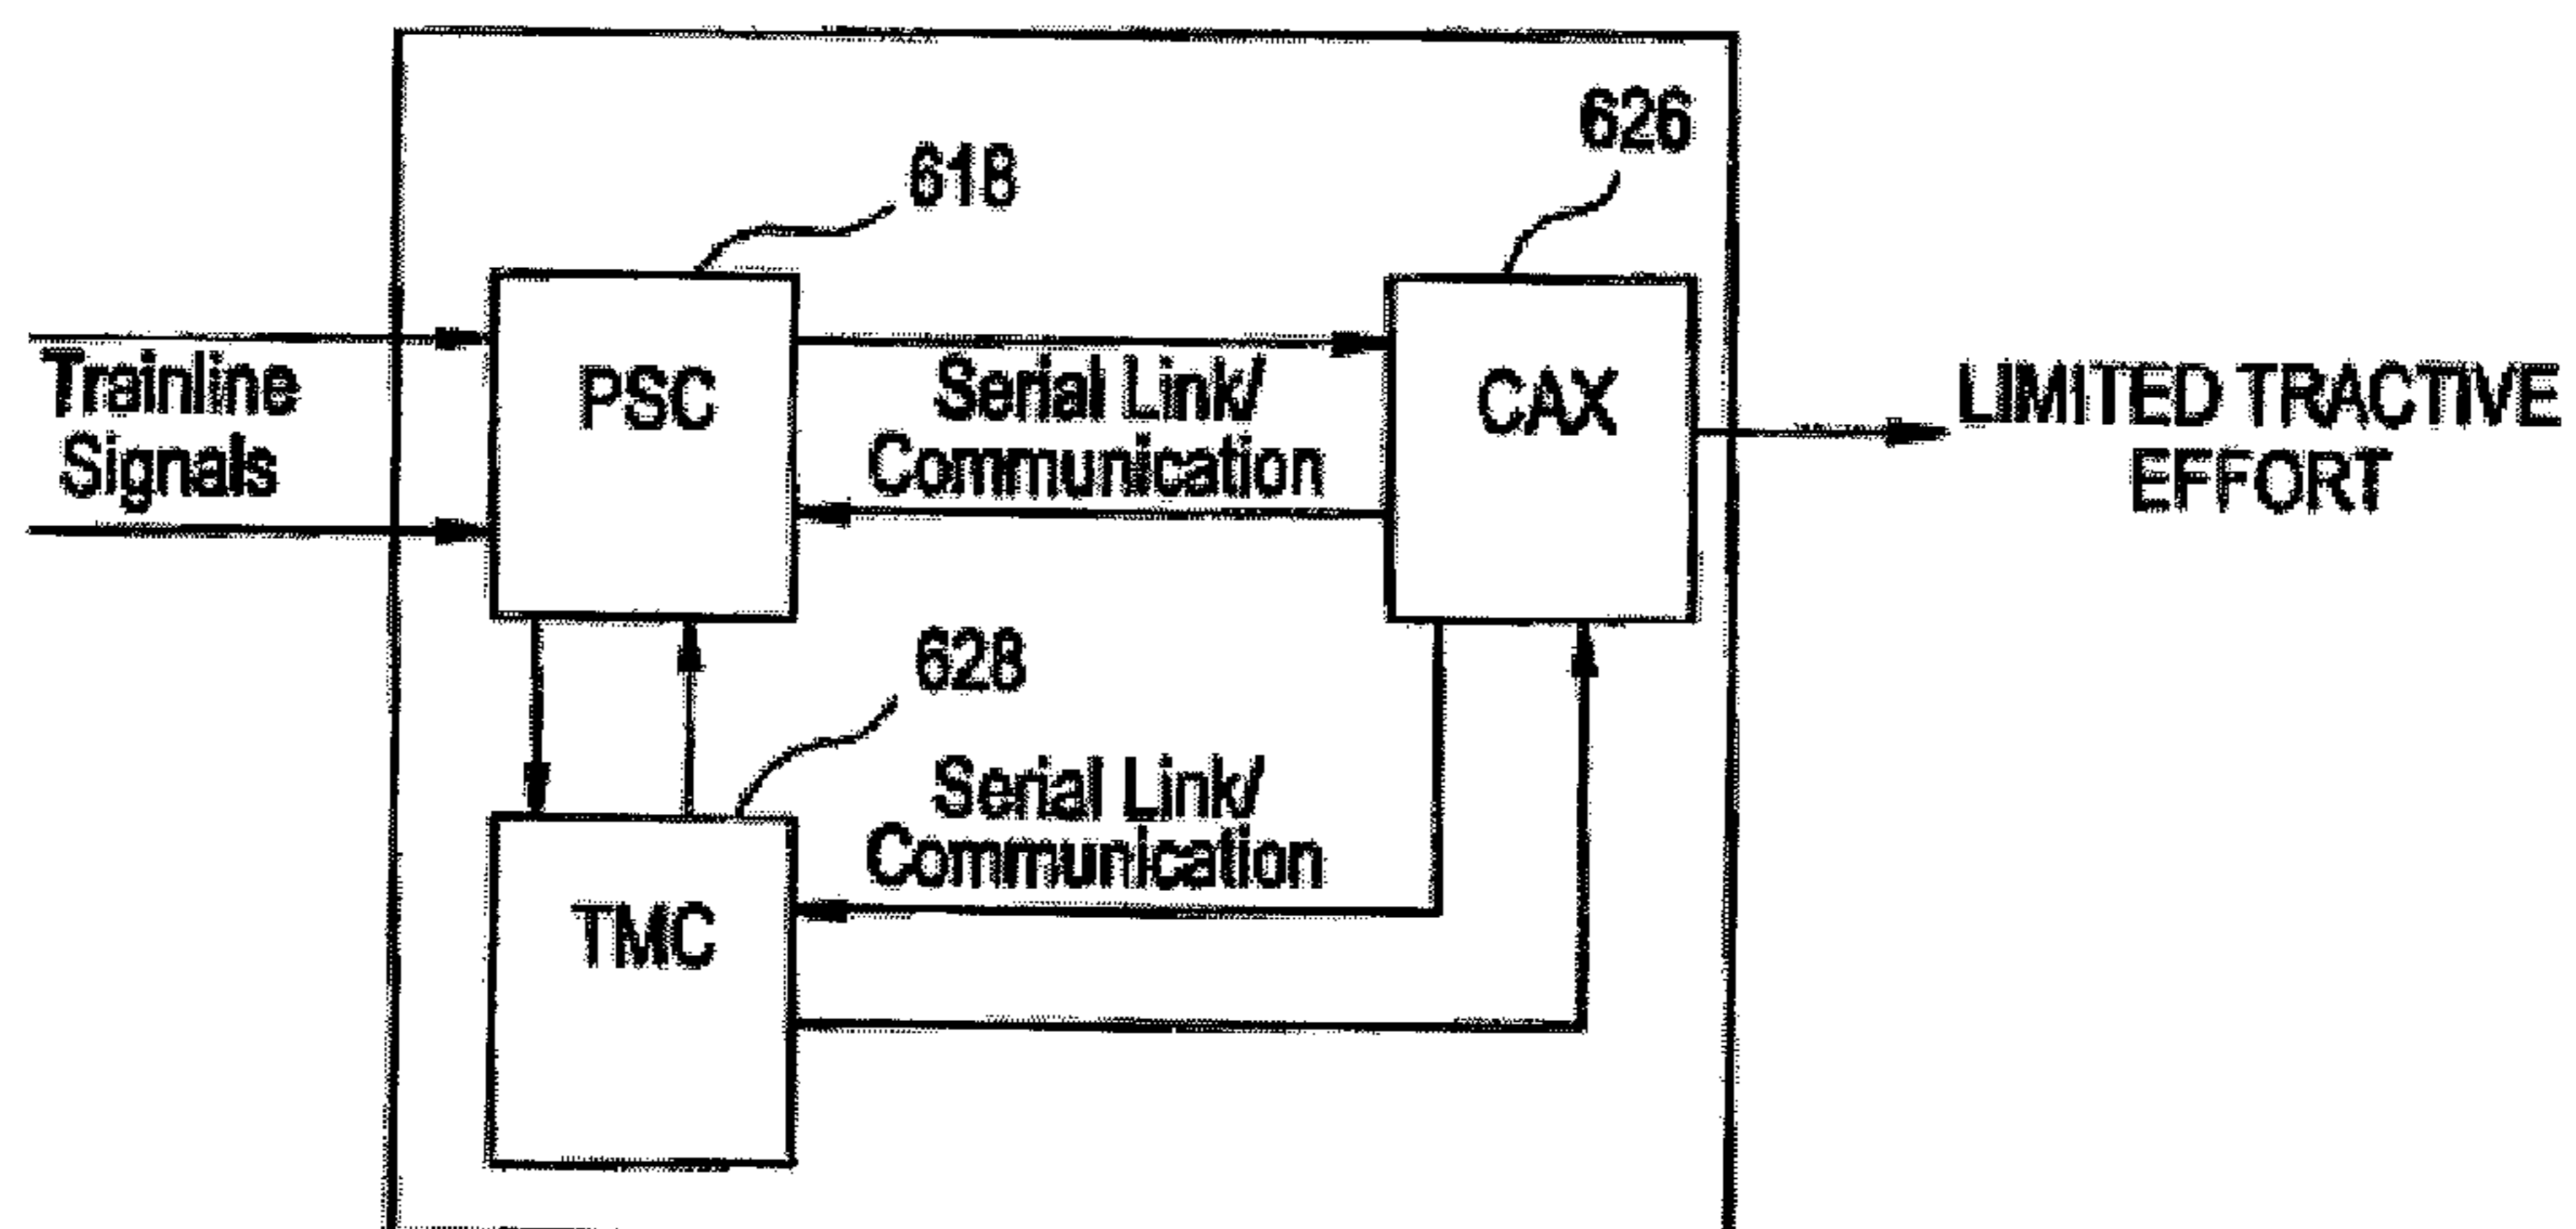 626
618
Trainline
Signals
PSC
Serial Link/
Communication
CAX
LIMITED TRACTIVE
EFFORT
628
Serial Link/
Communication
TMC